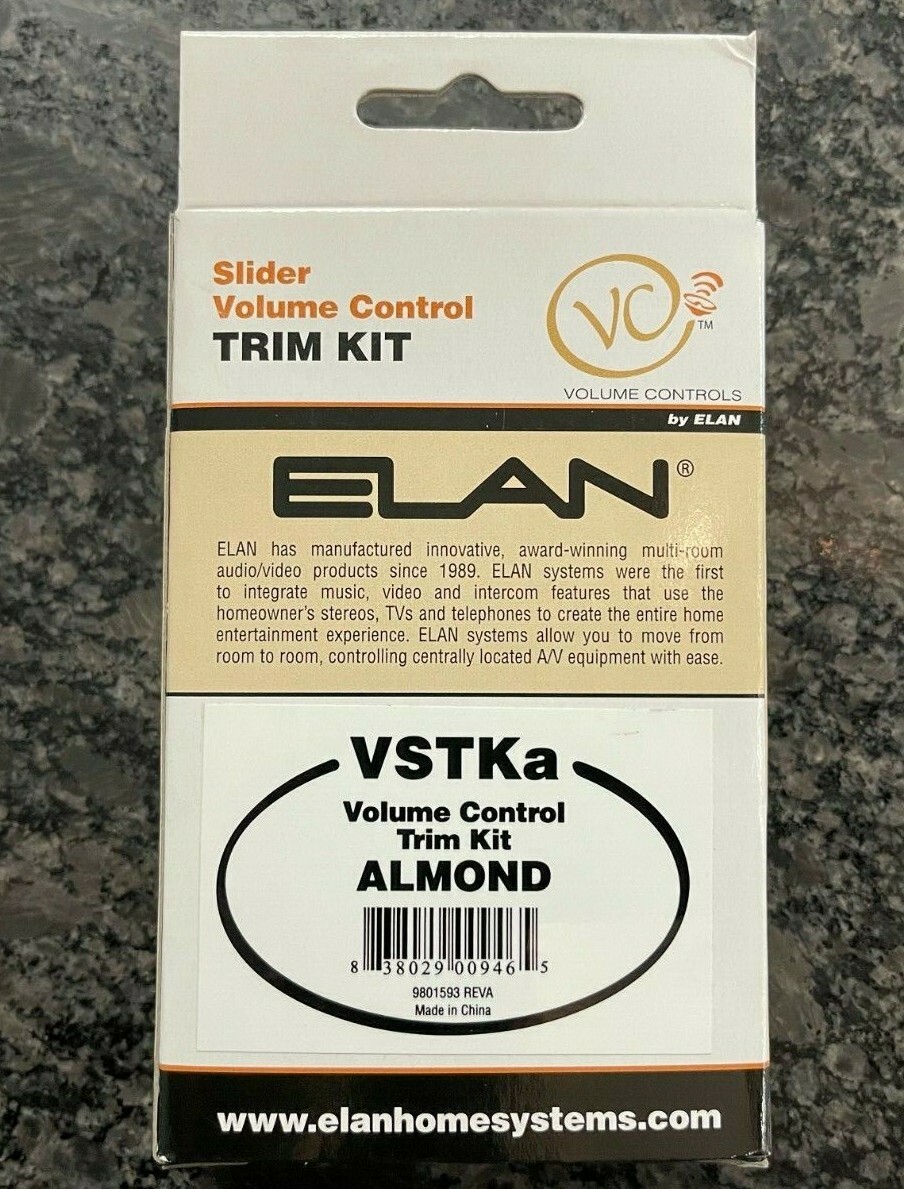 Slider
Volume Control
TRIM KIT
VC
TM
VOLUME CONTROLS
by ELAN
ELAN®
ELAN has manufactured innovative, award-winning multi-room
audio/video products since 1989. ELAN systems were the first
to integrate music, video and intercom features that use the
homeowner's stereos, TVs and telephones to create the entire home
entertainment experience. ELAN systems allow you to move from
room to room, controlling centrally located A/V equipment with ease.
VSTKa
Volume Control
Trim Kit
ALMOND
8 38029 00946 5
9801593 REVA
Made in China
www.elanhomesystems.com